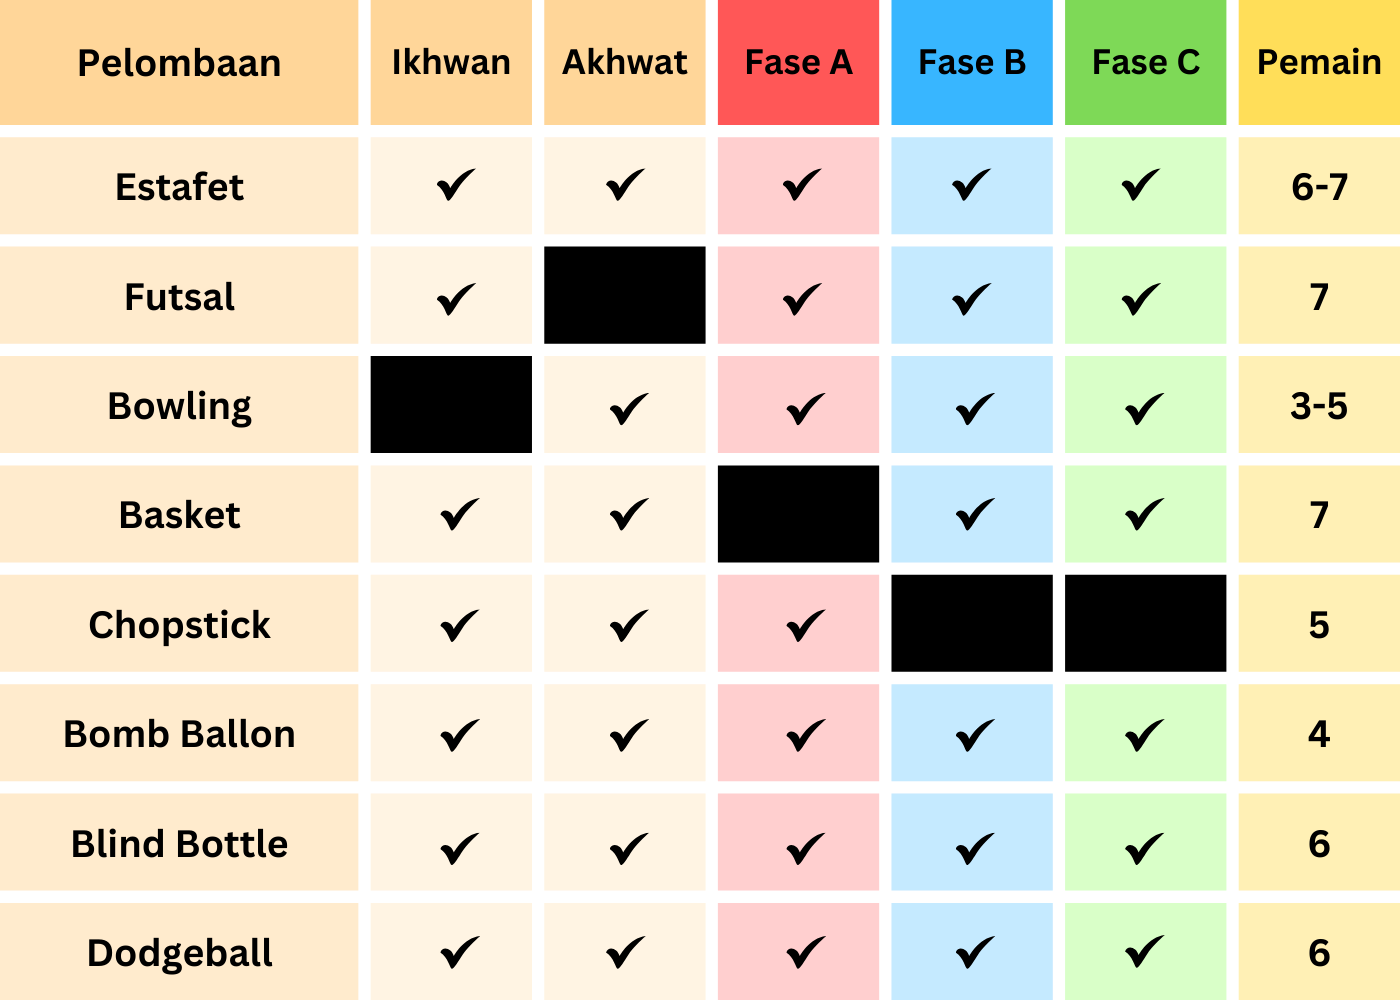 Pelombaan Ikhwan Akhwat Fase A Fase B Fase C Pemain
Estafet ✔ ✔ ✔ ✔ ✔ 6-7
Futsal ✔ ✔ ✔ ✔ 7
Bowling ✔ ✔ ✔ ✔ 3-5
Basket ✔ ✔ ✔ ✔ 7
Chopstick ✔ ✔ ✔ 5
Bomb Ballon ✔ ✔ ✔ ✔ ✔ 4
Blind Bottle ✔ ✔ ✔ ✔ ✔ 6
Dodgeball ✔ ✔ ✔ ✔ ✔ 6